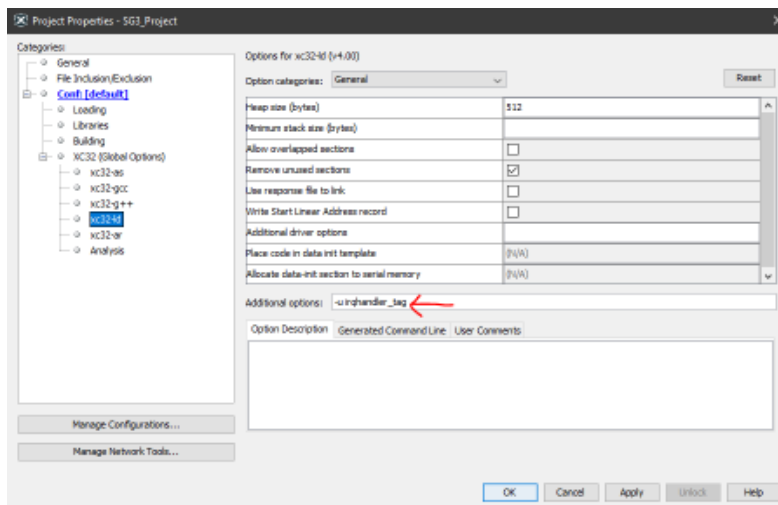 Project Properties - SG3_Project
Categories:
General
File Inclusion/Exclusion
Conf: [default]
Loading
Libraries
Building
XC32 (Global Options)
xc32-as
xc32-gcc
xc32-g++
xc32-ld
xc32-ar
Analysis
Manage Configurations...
Manage Network Tools...
Options for xc32-ld (v4.00)
Option categories: General Reset
Heap size (bytes) 512
Minimum stack size (bytes)
Allow overlapped sections
Remove unused sections
Use response file to link
Write Start Linear Address record
Additional driver options
Place code in data init template (N/A)
Allocate data-init section to serial memory (N/A)
Additional options: -u irqhandler_tag
Option Description Generated Command Line User Comments
OK Cancel Apply Unlock Help